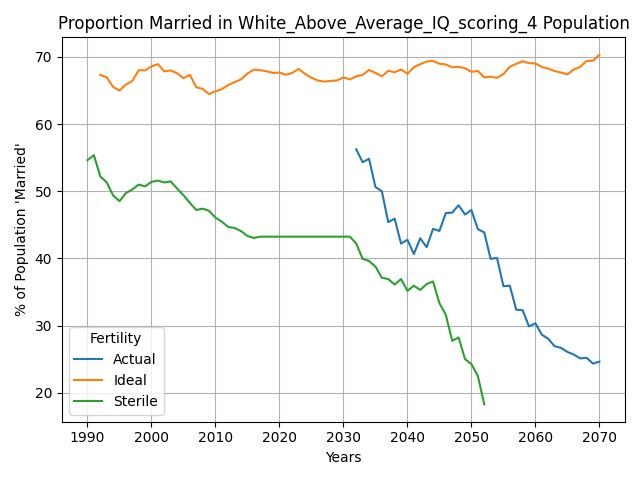 Proportion Married in White_Above_Average_IQ_scoring_4 Population
% of Population 'Married'
70
60
50
40
30
20
Fertility
Actual
Ideal
Sterile
1990 2000 2010 2020 2030 2040 2050 2060 2070
Years